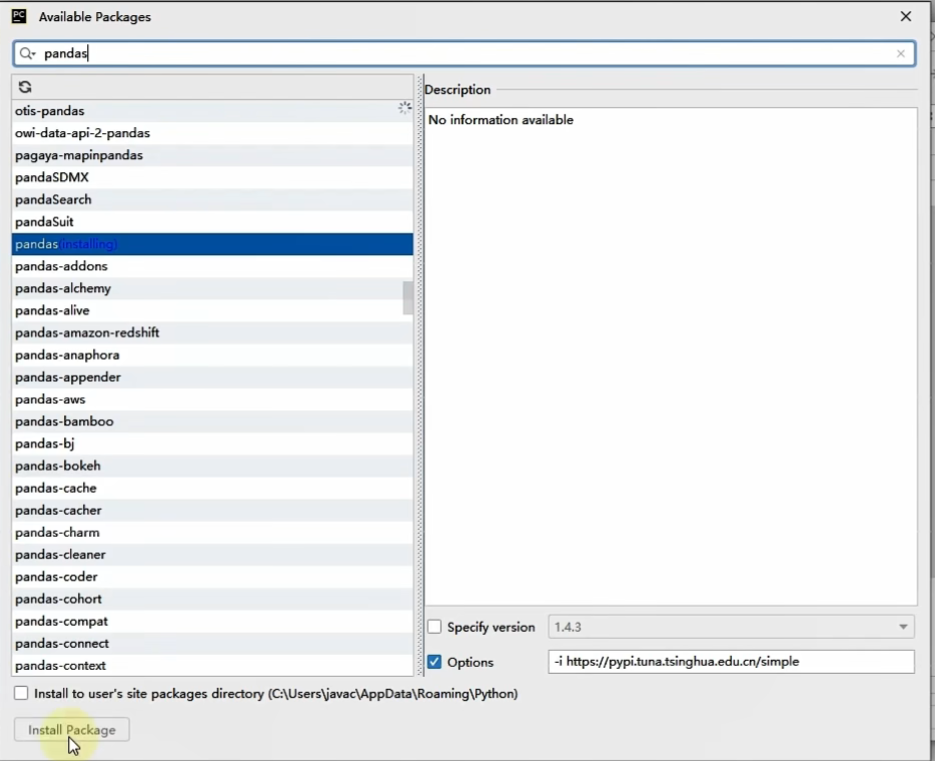 PC Available Packages
pandas
Description
otis-pandas
owi-data-api-2-pandas
pagaya-mapinpandas
pandaSDMX
pandaSearch
pandaSuit
pandas (installing)
pandas-addons
pandas-alchemy
pandas-alive
pandas-amazon-redshift
pandas-anaphora
pandas-appender
pandas-aws
pandas-bamboo
pandas-bj
pandas-bokeh
pandas-cache
pandas-cacher
pandas-charm
pandas-cleaner
pandas-coder
pandas-cohort
pandas-compat
pandas-connect
pandas-context
No information available
Specify version 1.4.3
Options -i https://pypi.tuna.tsinghua.edu.cn/simple
Install to user's site packages directory (C:\Users\javac\AppData\Roaming\Python)
Install Package